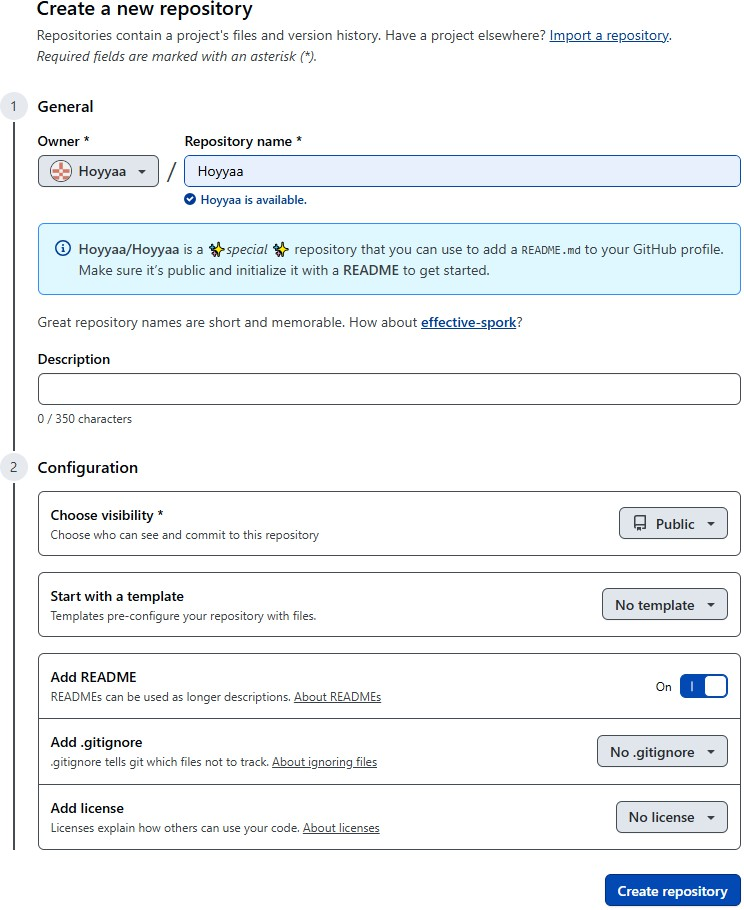 Create a new repository
Repositories contain a project's files and version history. Have a project elsewhere? Import a repository.
Required fields are marked with an asterisk (*).
1 General
Owner * Repository name *
Hoyyaa / Hoyyaa
Hoyyaa is available.
Hoyyaa/Hoyyaa is a ✨special ✨ repository that you can use to add a README.md to your GitHub profile.
Make sure it's public and initialize it with a README to get started.
Great repository names are short and memorable. How about effective-spork?
Description
0 / 350 characters
2 Configuration
Choose visibility *
Choose who can see and commit to this repository
Public
Start with a template
Templates pre-configure your repository with files.
No template
Add README
READMEs can be used as longer descriptions. About READMEs
On
Add .gitignore
.gitignore tells git which files not to track. About ignoring files
No .gitignore
Add license
Licenses explain how others can use your code. About licenses
No license
Create repository